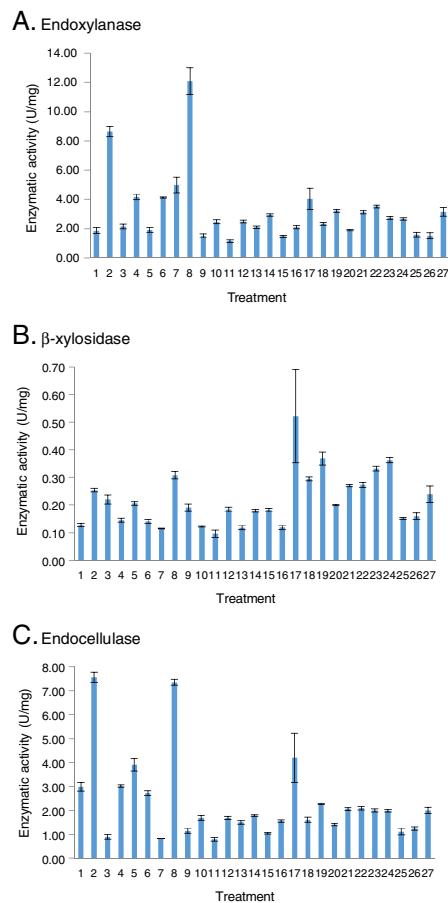 A. Endoxylanase
Enzymatic activity (U/mg)
14.00
12.00
10.00
8.00
6.00
4.00
2.00
0.00
1 2 3 4 5 6 7 8 9 10 11 12 13 14 15 16 17 18 19 20 21 22 23 24 25 26 27
Treatment
B. β-xylosidase
Enzymatic activity (U/mg)
0.70
0.60
0.50
0.40
0.30
0.20
0.10
0.00
1 2 3 4 5 6 7 8 9 10 11 12 13 14 15 16 17 18 19 20 21 22 23 24 25 26 27
Treatment
C. Endocellulase
Enzymatic activity (U/mg)
8.00
7.00
6.00
5.00
4.00
3.00
2.00
1.00
0.00
1 2 3 4 5 6 7 8 9 10 11 12 13 14 15 16 17 18 19 20 21 22 23 24 25 26 27
Treatment